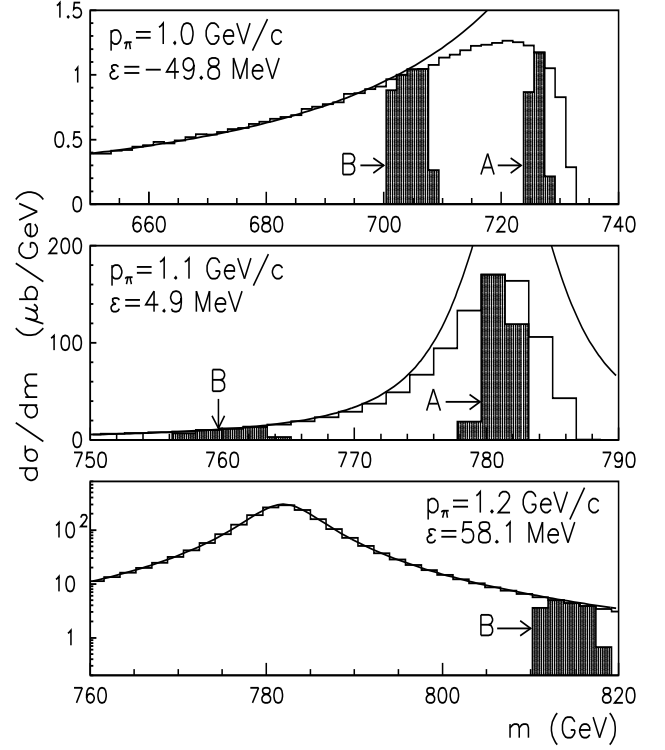 dσ/dm (μb/GeV)
1.5
1
0.5
0
p_π=1.0 GeV/c
ε=−49.8 MeV
B
A
660 680 700 720 740
200
100
0
p_π=1.1 GeV/c
ε=4.9 MeV
B
A
750 760 770 780 790
10²
10
1
p_π=1.2 GeV/c
ε=58.1 MeV
B
760 780 800 820
m (GeV)